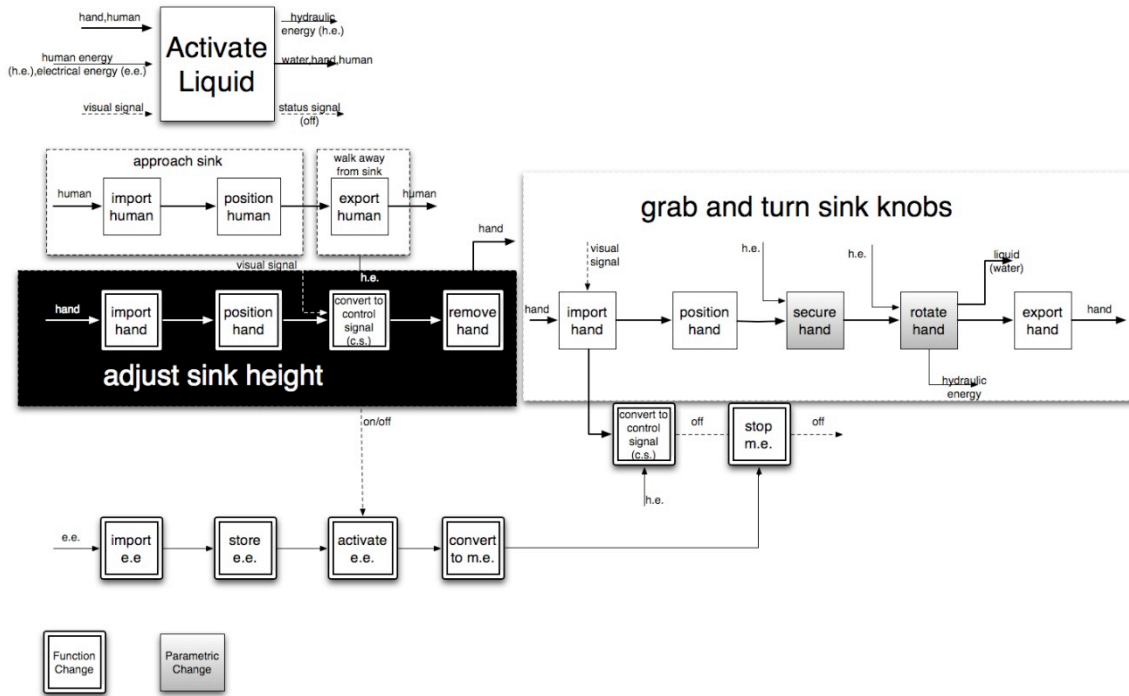 hand,human
hydraulic
energy (h.e.)
Activate
Liquid
human energy
(h.e.),electrical energy (e.e.)
water,hand,human
visual signal
status signal
(off)
approach sink
walk away
from sink
human
import
human
position
human
export
human
human
hand
visual signal
h.e.
hand
import
hand
position
hand
convert to
control
signal
(c.s.)
remove
hand
adjust sink height
grab and turn sink knobs
visual
signal
h.e.
h.e.
liquid
(water)
hand
import
hand
position
hand
secure
hand
rotate
hand
export
hand
hand
hydraulic
energy
on/off
convert to
control
signal
(c.s.)
off
stop
m.e.
off
h.e.
e.e.
import
e.e
store
e.e.
activate
e.e.
convert
to m.e.
Function
Change
Parametric
Change